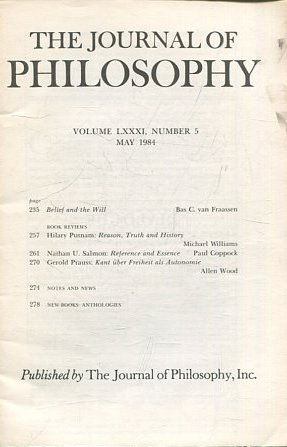 THE JOURNAL OF
PHILOSOPHY
VOLUME LXXXI, NUMBER 5
MAY 1984
page
235 Belief and the Will Bas C. van Fraassen
BOOK REVIEWS
257 Hilary Putnam: Reason, Truth and History
Michael Williams
261 Nathan U. Salmon: Reference and Essence Paul Coppock
270 Gerold Prauss: Kant über Freiheit als Autonomie
Allen Wood
274 NOTES AND NEWS
278 NEW BOOKS: ANTHOLOGIES
Published by The Journal of Philosophy, Inc.